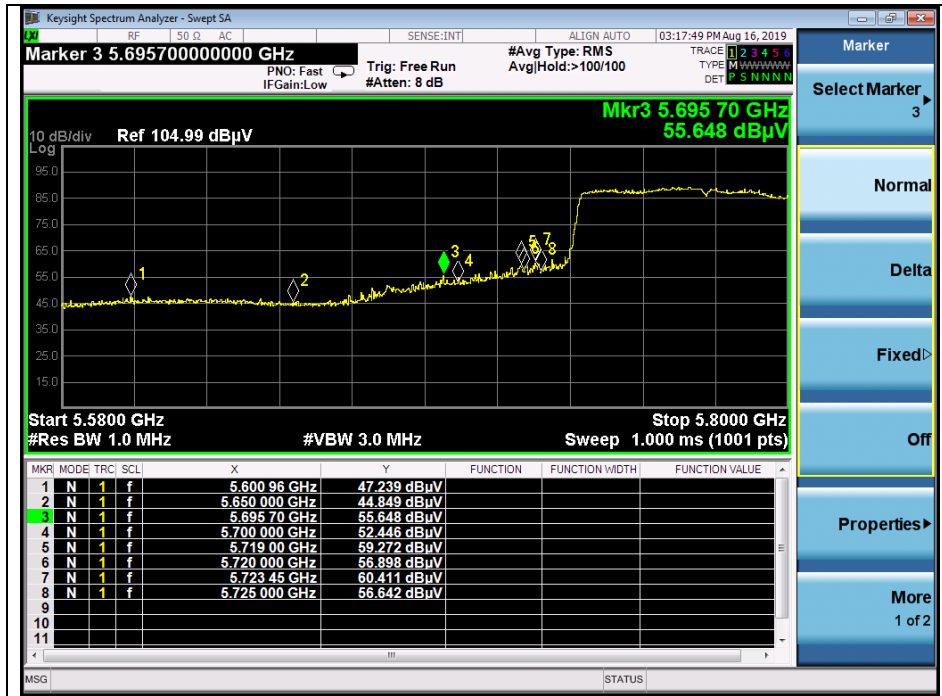 Keysight Spectrum Analyzer - Swept SA
LXI RF 50 Ω AC SENSE:INT ALIGN AUTO 03:17:49 PM Aug 16, 2019
Marker 3 5.695700000000 GHz
PNO: Fast
IFGain:Low
Trig: Free Run
#Atten: 8 dB
#Avg Type: RMS
Avg|Hold:>100/100
TRACE 1 2 3 4 5 6
TYPE M WWWWW
DET P S N N N N
Mkr3 5.695 70 GHz
55.648 dBµV
10 dB/div Ref 104.99 dBµV
Log
95.0
85.0
75.0
65.0
55.0
45.0
35.0
25.0
15.0
1
2
3
4
5
6
7
8
Start 5.5800 GHz Stop 5.8000 GHz
#Res BW 1.0 MHz #VBW 3.0 MHz Sweep 1.000 ms (1001 pts)
MKR MODE TRC SCL X Y FUNCTION FUNCTION WIDTH FUNCTION VALUE
1 N 1 f 5.600 96 GHz 47.239 dBµV
2 N 1 f 5.650 000 GHz 44.849 dBµV
3 N 1 f 5.695 70 GHz 55.648 dBµV
4 N 1 f 5.700 000 GHz 52.446 dBµV
5 N 1 f 5.719 00 GHz 59.272 dBµV
6 N 1 f 5.720 000 GHz 56.898 dBµV
7 N 1 f 5.723 45 GHz 60.411 dBµV
8 N 1 f 5.725 000 GHz 56.642 dBµV
9
10
11
MSG STATUS
Marker
Select Marker
3
Normal
Delta
Fixed
Off
Properties
More
1 of 2